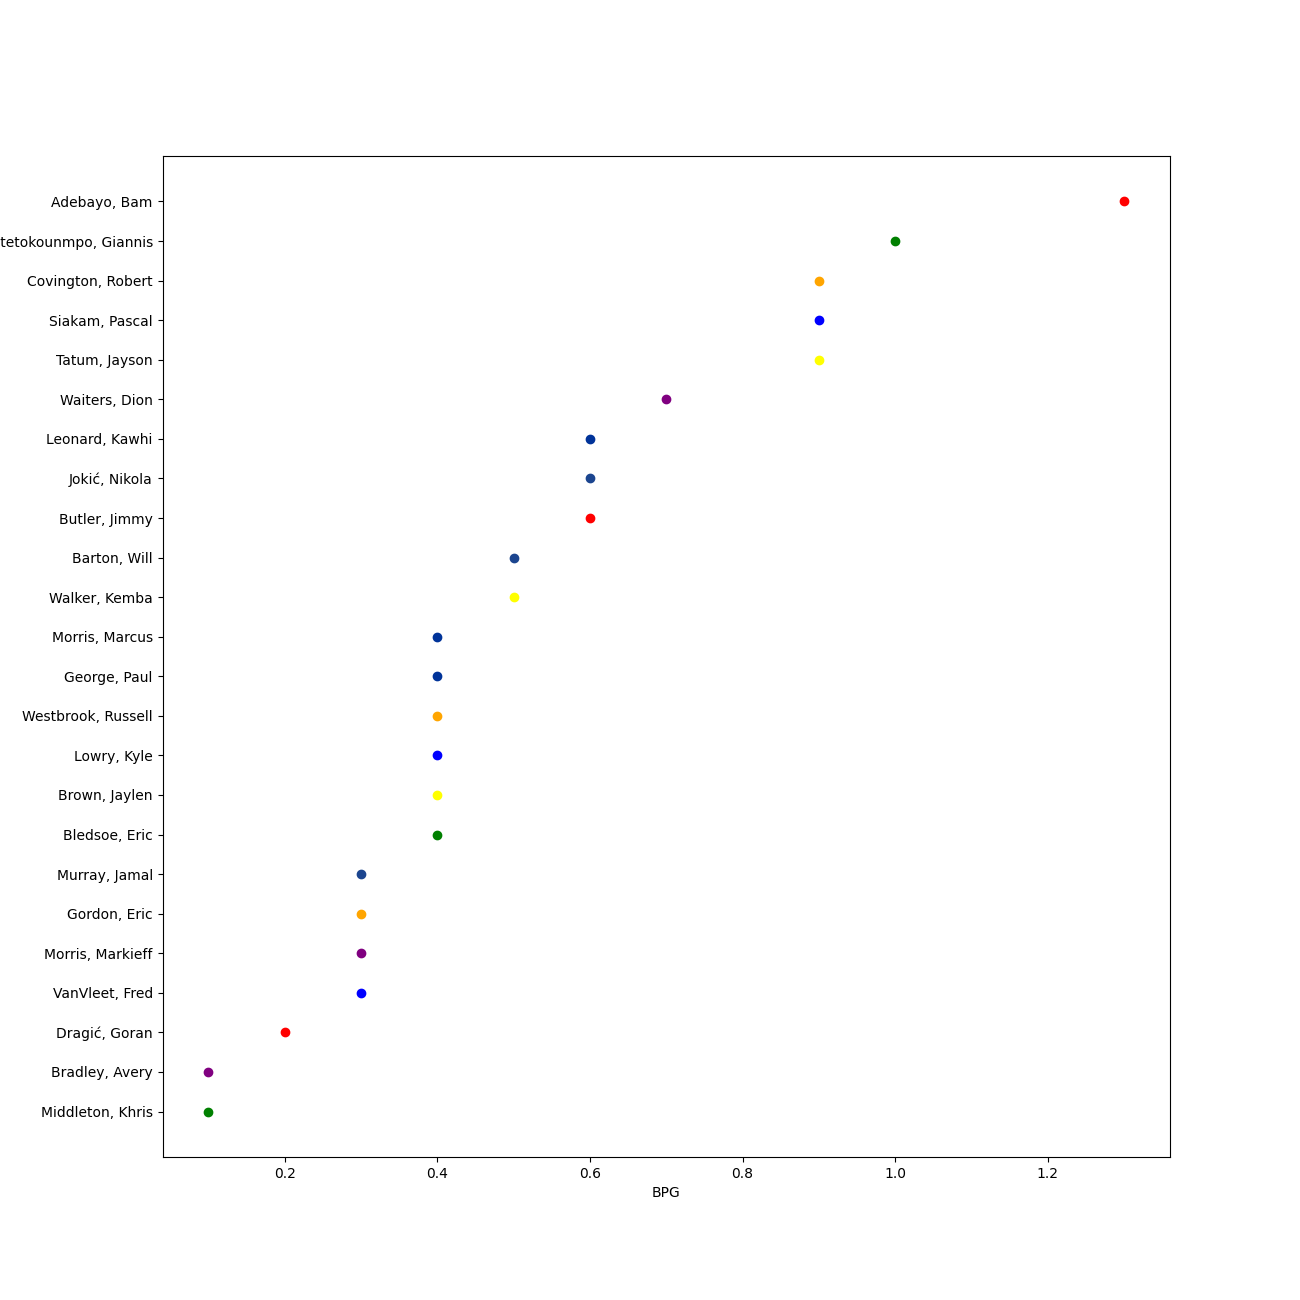 Adebayo, Bam
tetokounmpo, Giannis
Covington, Robert
Siakam, Pascal
Tatum, Jayson
Waiters, Dion
Leonard, Kawhi
Jokić, Nikola
Butler, Jimmy
Barton, Will
Walker, Kemba
Morris, Marcus
George, Paul
Westbrook, Russell
Lowry, Kyle
Brown, Jaylen
Bledsoe, Eric
Murray, Jamal
Gordon, Eric
Morris, Markieff
VanVleet, Fred
Dragić, Goran
Bradley, Avery
Middleton, Khris
0.2 0.4 0.6 0.8 1.0 1.2
BPG